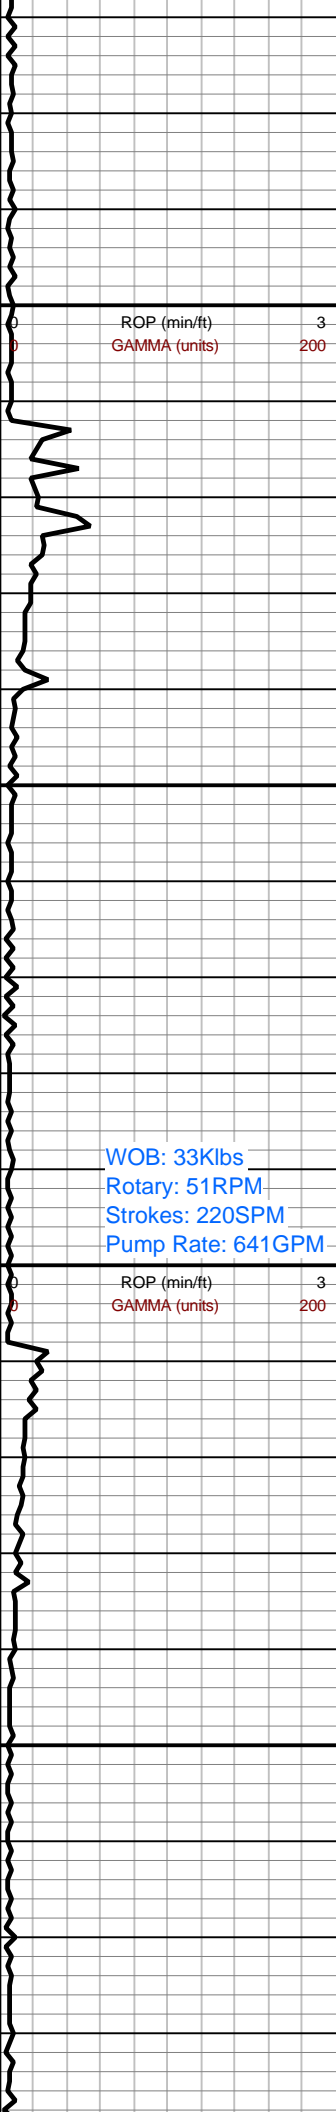 0 ROP (min/ft) 3
0 GAMMA (units) 200
WOB: 33Klbs
Rotary: 51RPM
Strokes: 220SPM
Pump Rate: 641GPM
0 ROP (min/ft) 3
0 GAMMA (units) 200